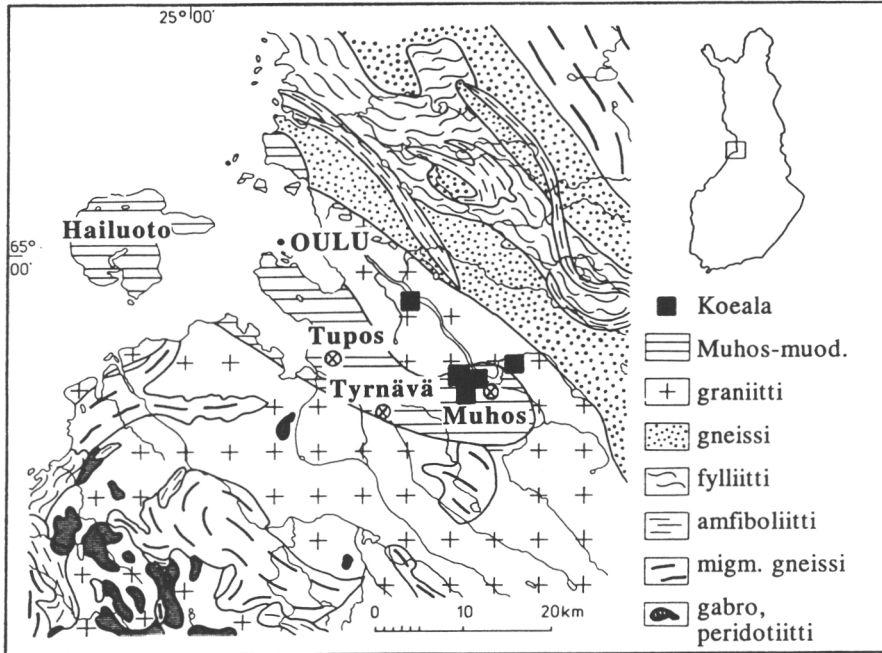 25° 00'
65° 00'
Hailuoto
OULU
Tupos
Tyrnävä
Muhos
0 10 20km
Koeala
Muhos-muod.
graniitti
gneissi
fylliitti
amfiboliitti
migm. gneissi
gabro,
peridotiitti